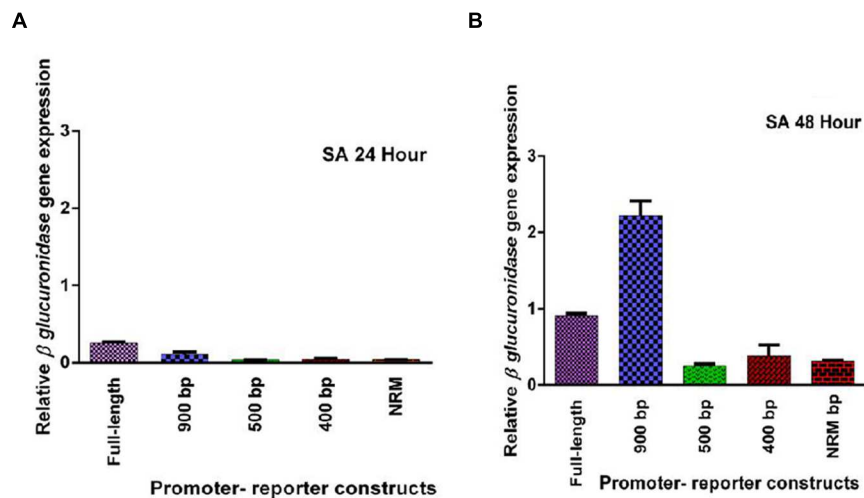 A
Relative β glucuronidase gene expression
3
2
1
0
SA 24 Hour
Full-length
900 bp
500 bp
400 bp
NRM
Promoter- reporter constructs
B
Relative β glucuronidase gene expression
3
2
1
0
SA 48 Hour
Full-length
900 bp
500 bp
400 bp
NRM bp
Promoter- reporter constructs